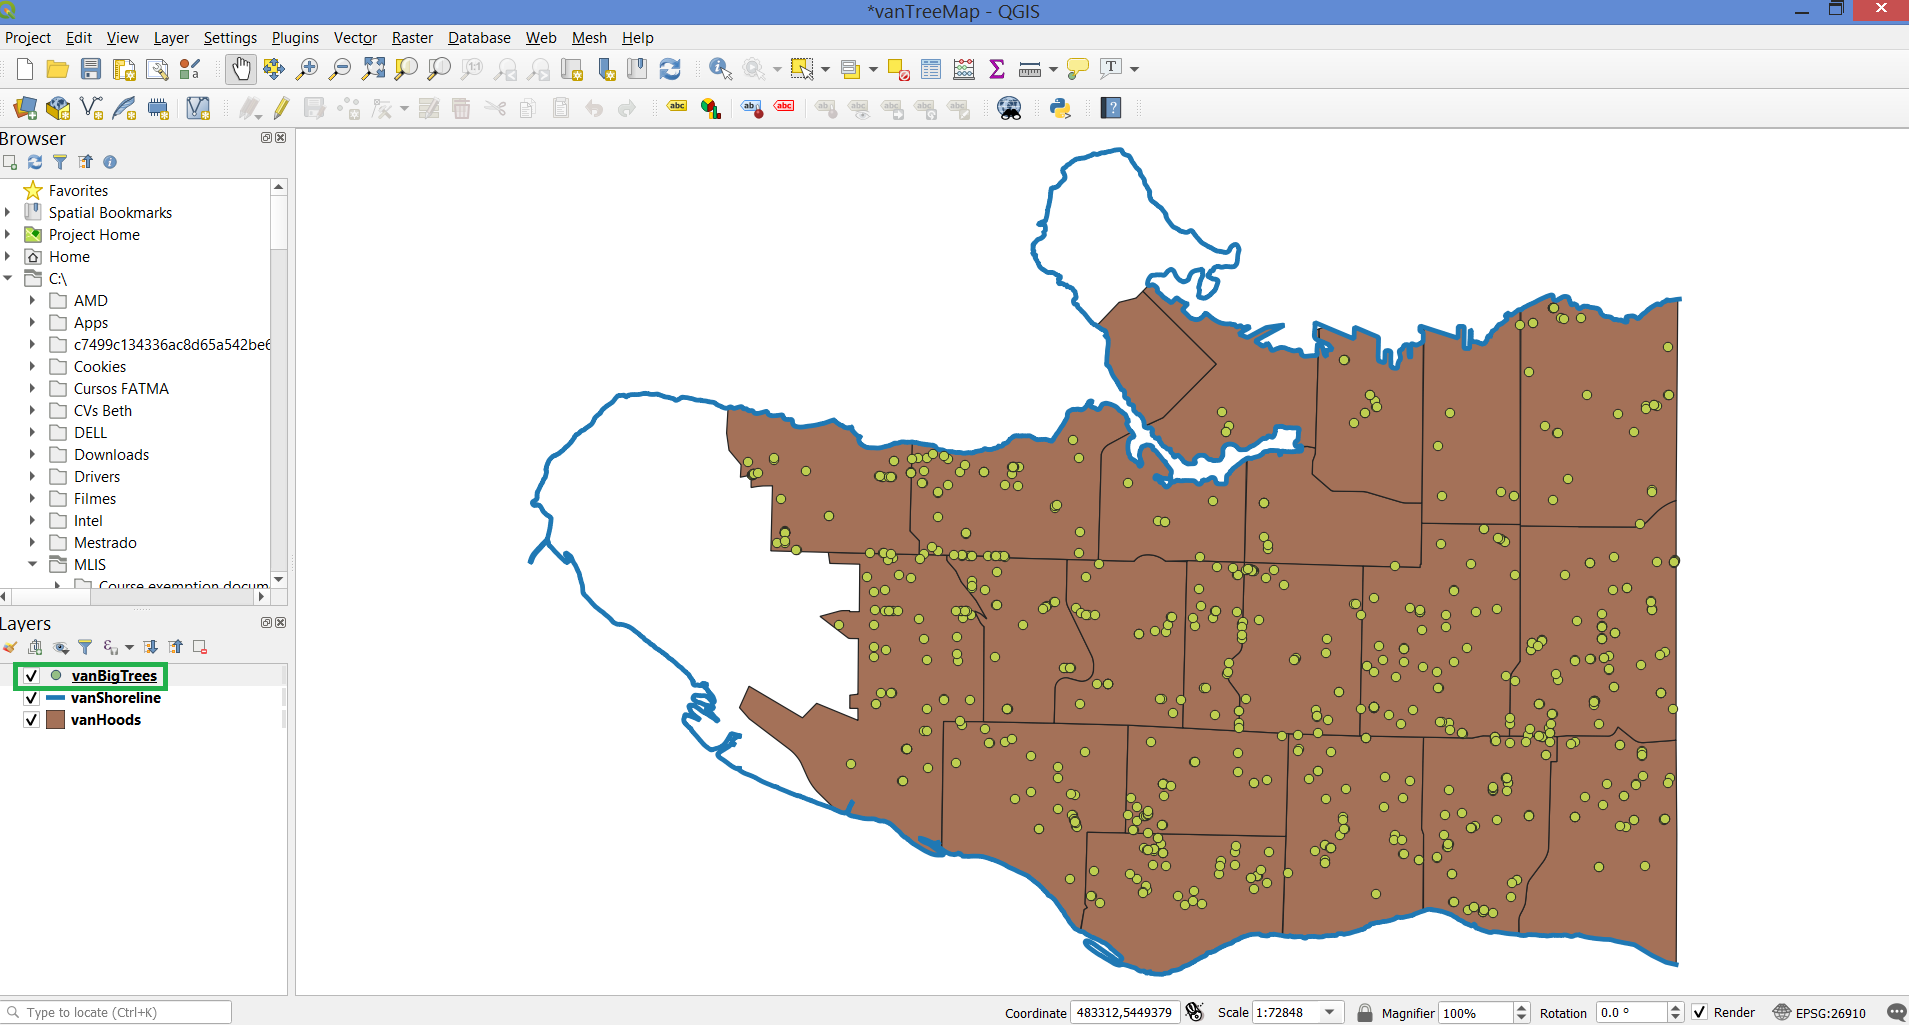 *vanTreeMap - QGIS
Project Edit View Layer Settings Plugins Vector Raster Database Web Mesh Help
Browser
Favorites
Spatial Bookmarks
Project Home
Home
C:\
AMD
Apps
c7499c134336ac8d65a542be6
Cookies
Cursos FATMA
CVs Beth
DELL
Downloads
Drivers
Filmes
Intel
Mestrado
MLIS
Course exemption docum
Layers
vanBigTrees
vanShoreline
vanHoods
Type to locate (Ctrl+K)
Coordinate 483312,5449379 Scale 1:72848 Magnifier 100% Rotation 0.0 ° Render EPSG:26910